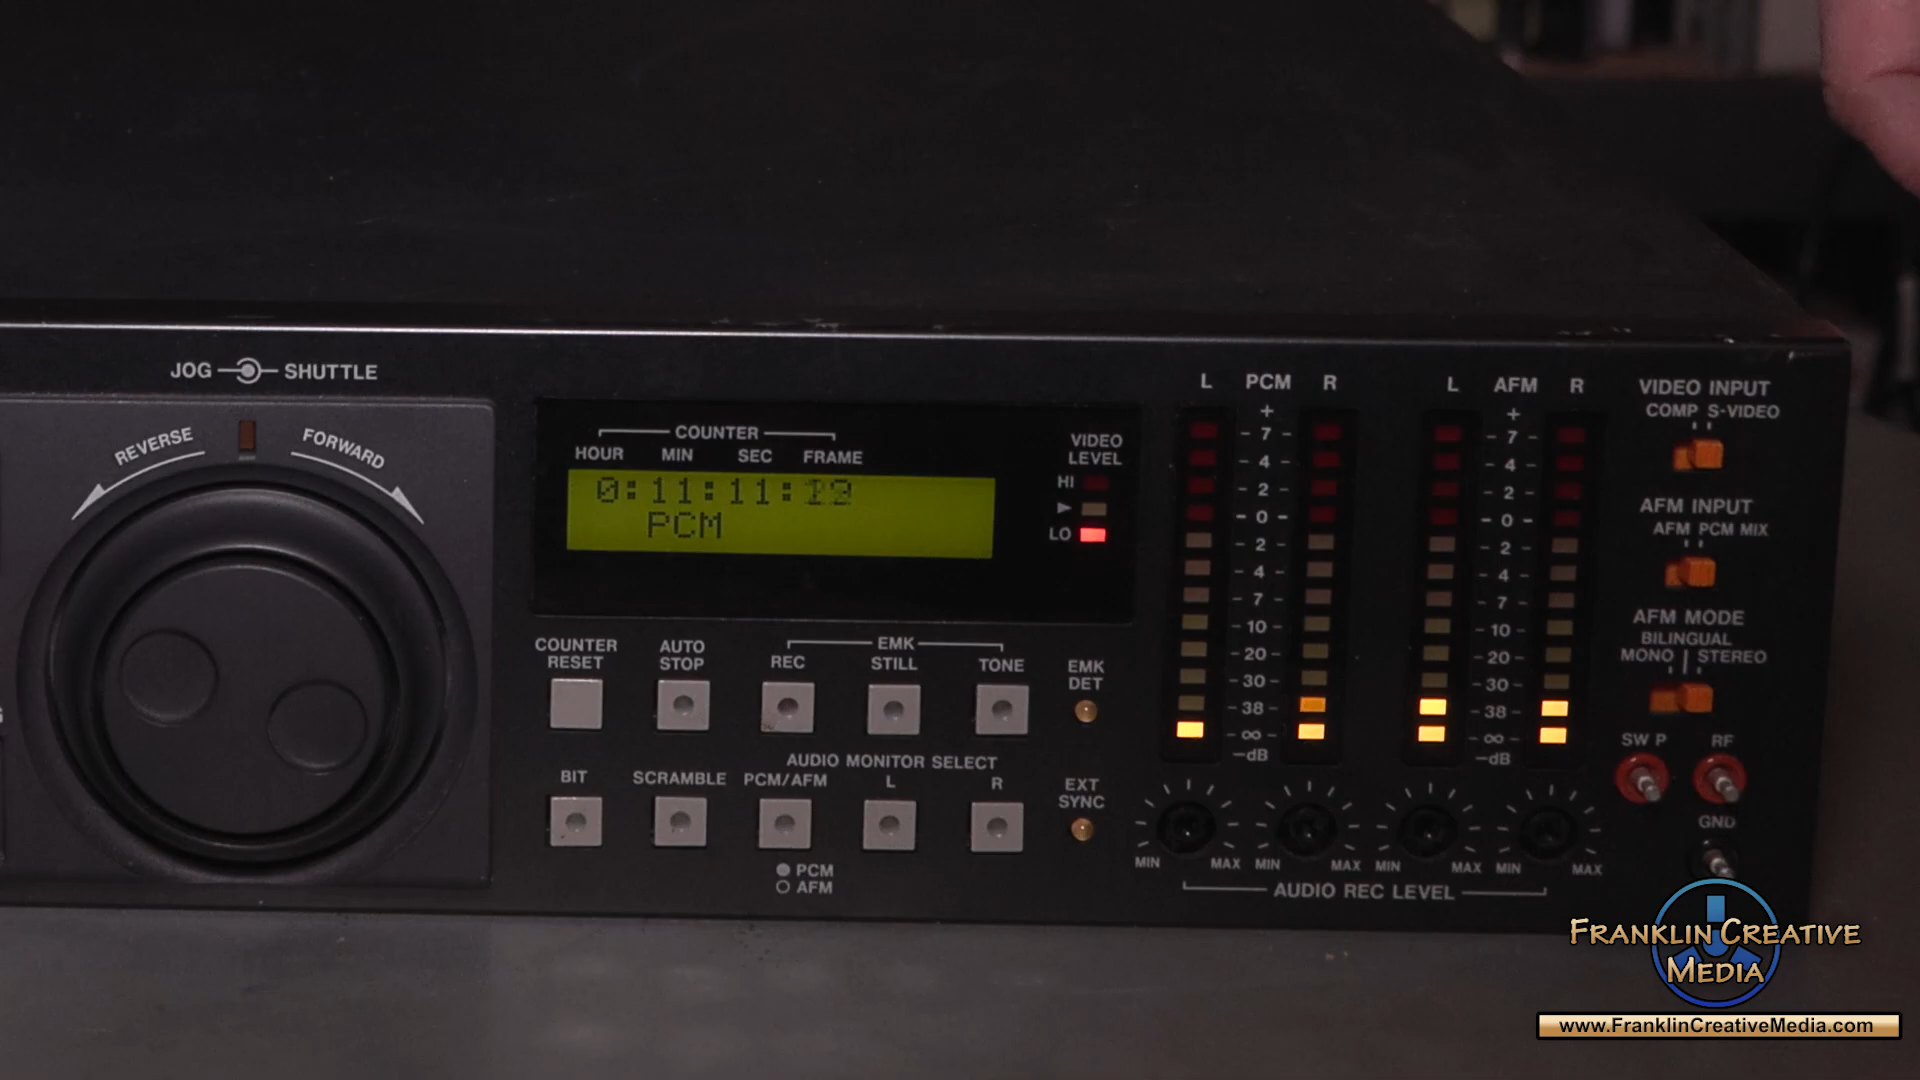 JOG SHUTTLE
REVERSE FORWARD
COUNTER
HOUR MIN SEC FRAME
0:11:11:
PCM
VIDEO
LEVEL
HI
LO
COUNTER
RESET
AUTO
STOP
EMK
REC STILL TONE
EMK
DET
AUDIO MONITOR SELECT
BIT SCRAMBLE PCM/AFM L R
EXT
SYNC
PCM
AFM
L PCM R
+
- 7 -
- 4 -
- 2 -
- 0 -
- 2 -
- 4 -
- 7 -
- 10 -
- 20 -
- 30 -
- 38 -
- ∞ -
-dB
L AFM R
+
- 7 -
- 4 -
- 2 -
- 0 -
- 2 -
- 4 -
- 7 -
- 10 -
- 20 -
- 30 -
- 38 -
- ∞ -
-dB
MIN MAX MIN MAX MIN MAX MIN MAX
AUDIO REC LEVEL
VIDEO INPUT
COMP S-VIDEO
AFM INPUT
AFM PCM MIX
AFM MODE
BILINGUAL
MONO STEREO
SW P RF
GND
FRANKLIN CREATIVE
MEDIA
www.FranklinCreativeMedia.com